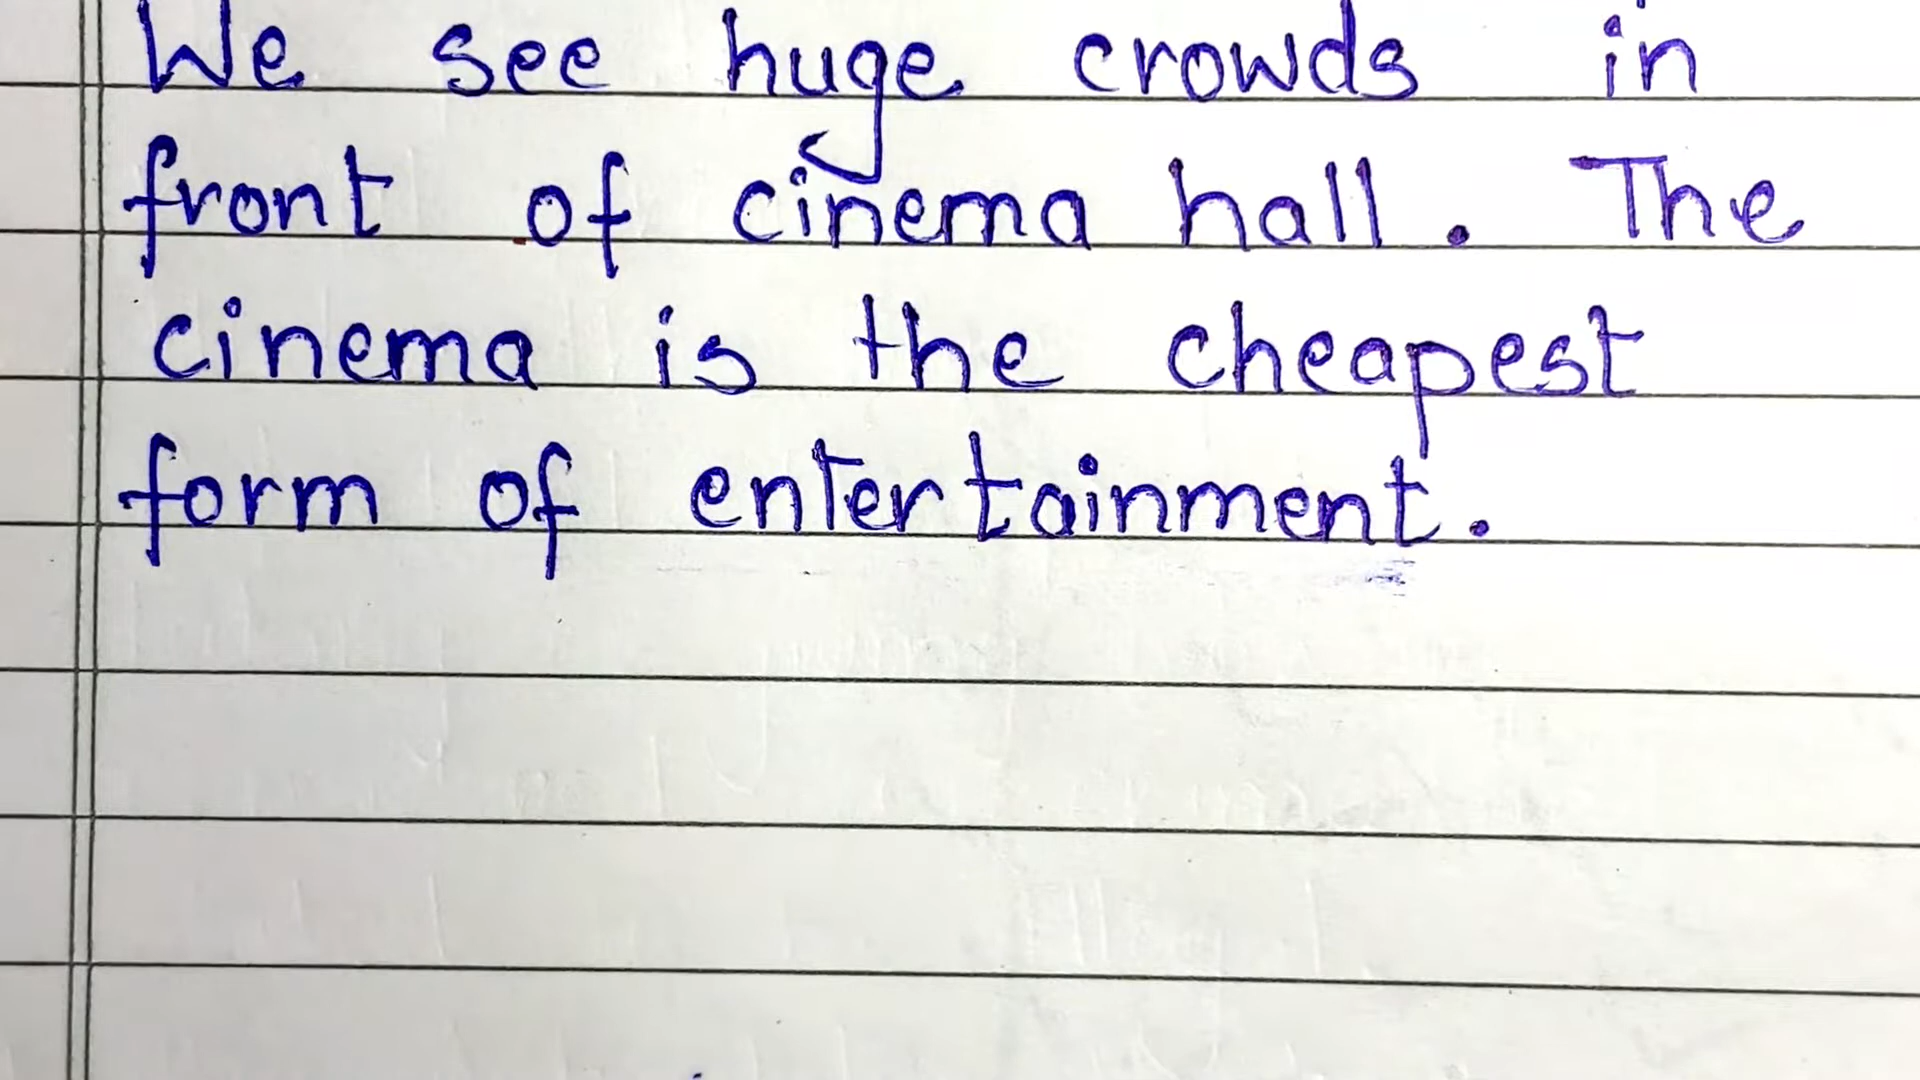 We see huge crowds in
front of cinema hall. The
cinema is the cheapest
form of entertainment.